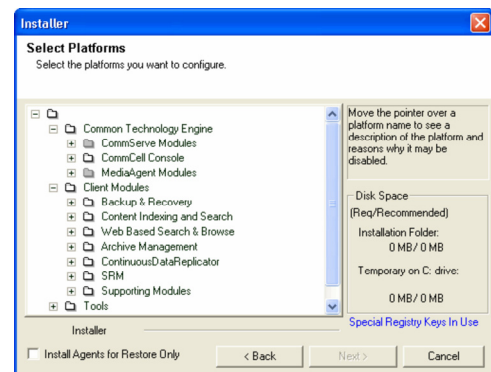 Installer
Select Platforms
Select the platforms you want to configure.
Common Technology Engine
CommServe Modules
CommCell Console
MediaAgent Modules
Client Modules
Backup & Recovery
Content Indexing and Search
Web Based Search & Browse
Archive Management
ContinuousDataReplicator
SRM
Supporting Modules
Tools
Move the pointer over a
platform name to see a
description of the platform and
reasons why it may be
disabled.
Disk Space
(Req/Recommended)
Installation Folder:
0 MB/ 0 MB
Temporary on C: drive:
0 MB/ 0 MB
Special Registry Keys In Use
Installer
Install Agents for Restore Only
< Back
Next >
Cancel